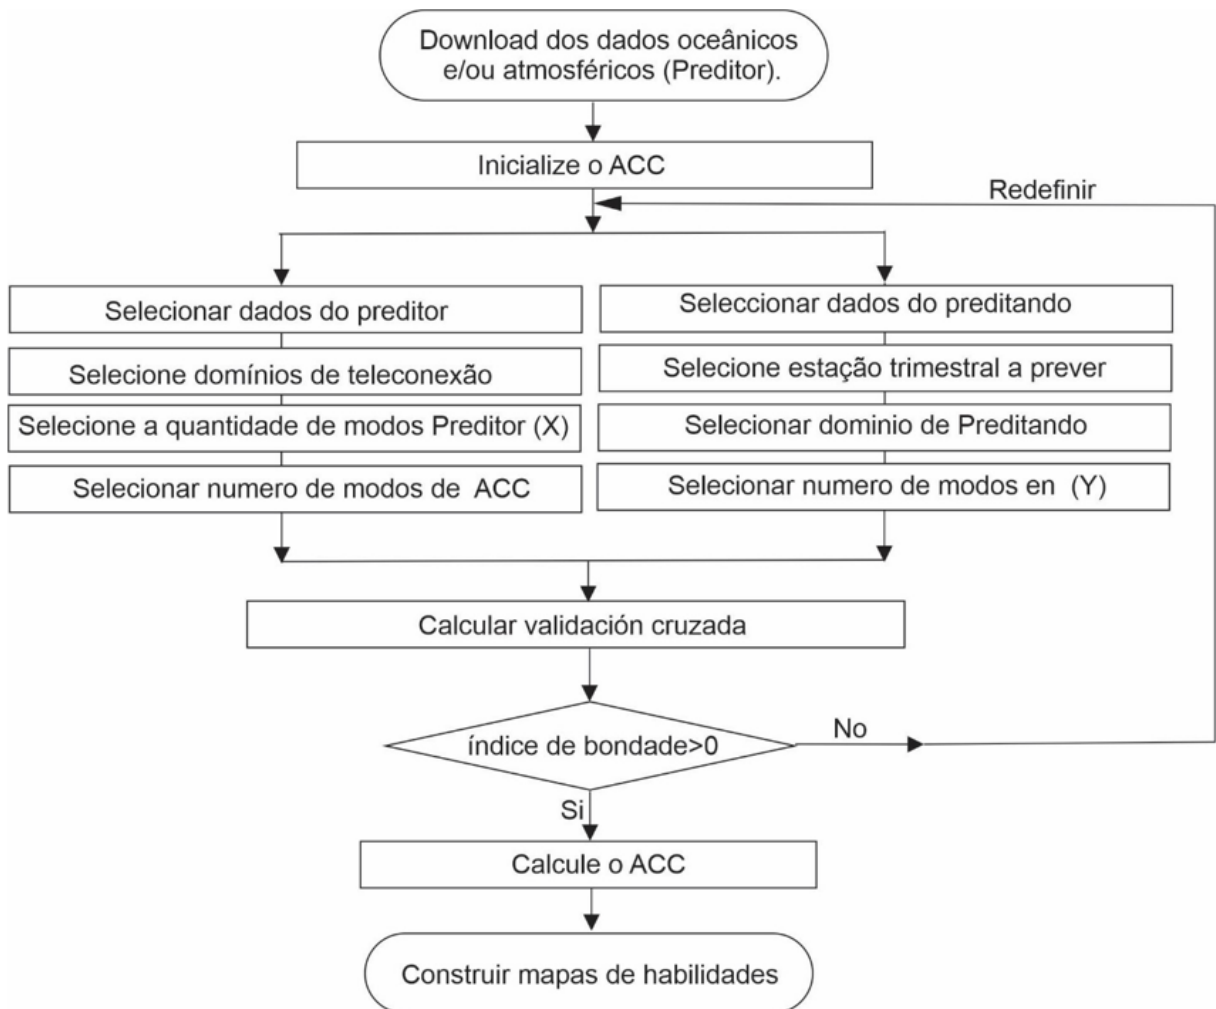 Download dos dados oceânicos
e/ou atmosféricos (Preditor).
Inicialize o ACC
Redefinir
Selecionar dados do preditor
Selecione domínios de teleconexão
Selecione a quantidade de modos Preditor (X)
Selecionar numero de modos de ACC
Seleccionar dados do preditando
Selecione estação trimestral a prever
Selecionar dominio de Preditando
Selecionar numero de modos en (Y)
Calcular validación cruzada
índice de bondade>0
No
Si
Calcule o ACC
Construir mapas de habilidades